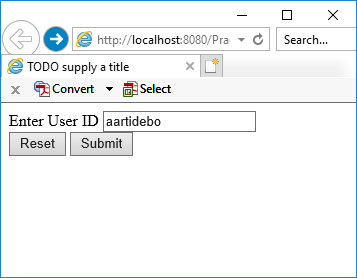 http://localhost:8080/Pra
Search...
TODO supply a title
Convert
Select
Enter User ID aartidebo
Reset Submit